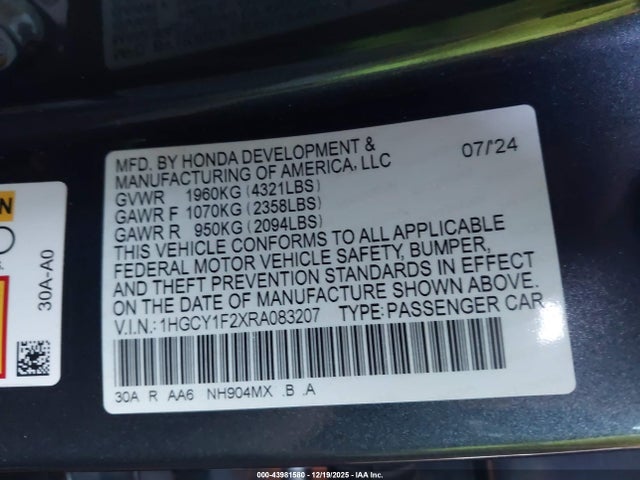 MFD. BY HONDA DEVELOPMENT &
MANUFACTURING OF AMERICA, LLC
07/'24
GVWR 1960KG (4321LBS)
GAWR F 1070KG (2358LBS)
GAWR R 950KG (2094LBS)
THIS VEHICLE CONFORMS TO ALL APPLICABLE
FEDERAL MOTOR VEHICLE SAFETY, BUMPER,
AND THEFT PREVENTION STANDARDS IN EFFECT
ON THE DATE OF MANUFACTURE SHOWN ABOVE.
V.I.N.: 1HGCY1F2XRA083207 TYPE: PASSENGER CAR
30A R AA6 NH904MX .B .A
30A-A0
000-43981580 - 12/19/2025 - IAA Inc.